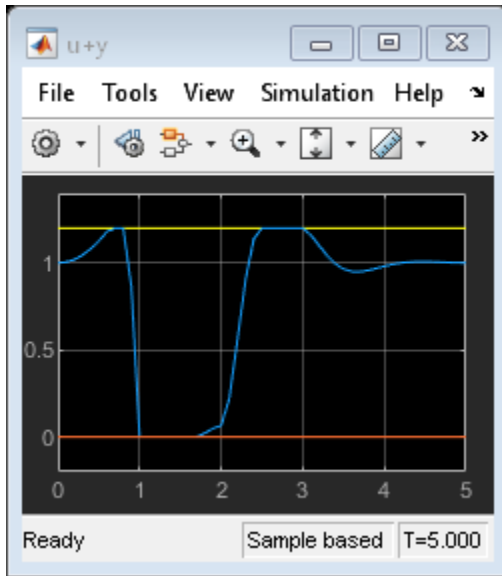 u+y
File Tools View Simulation Help
»
1
0.5
0
0 1 2 3 4 5
Ready Sample based T=5.000